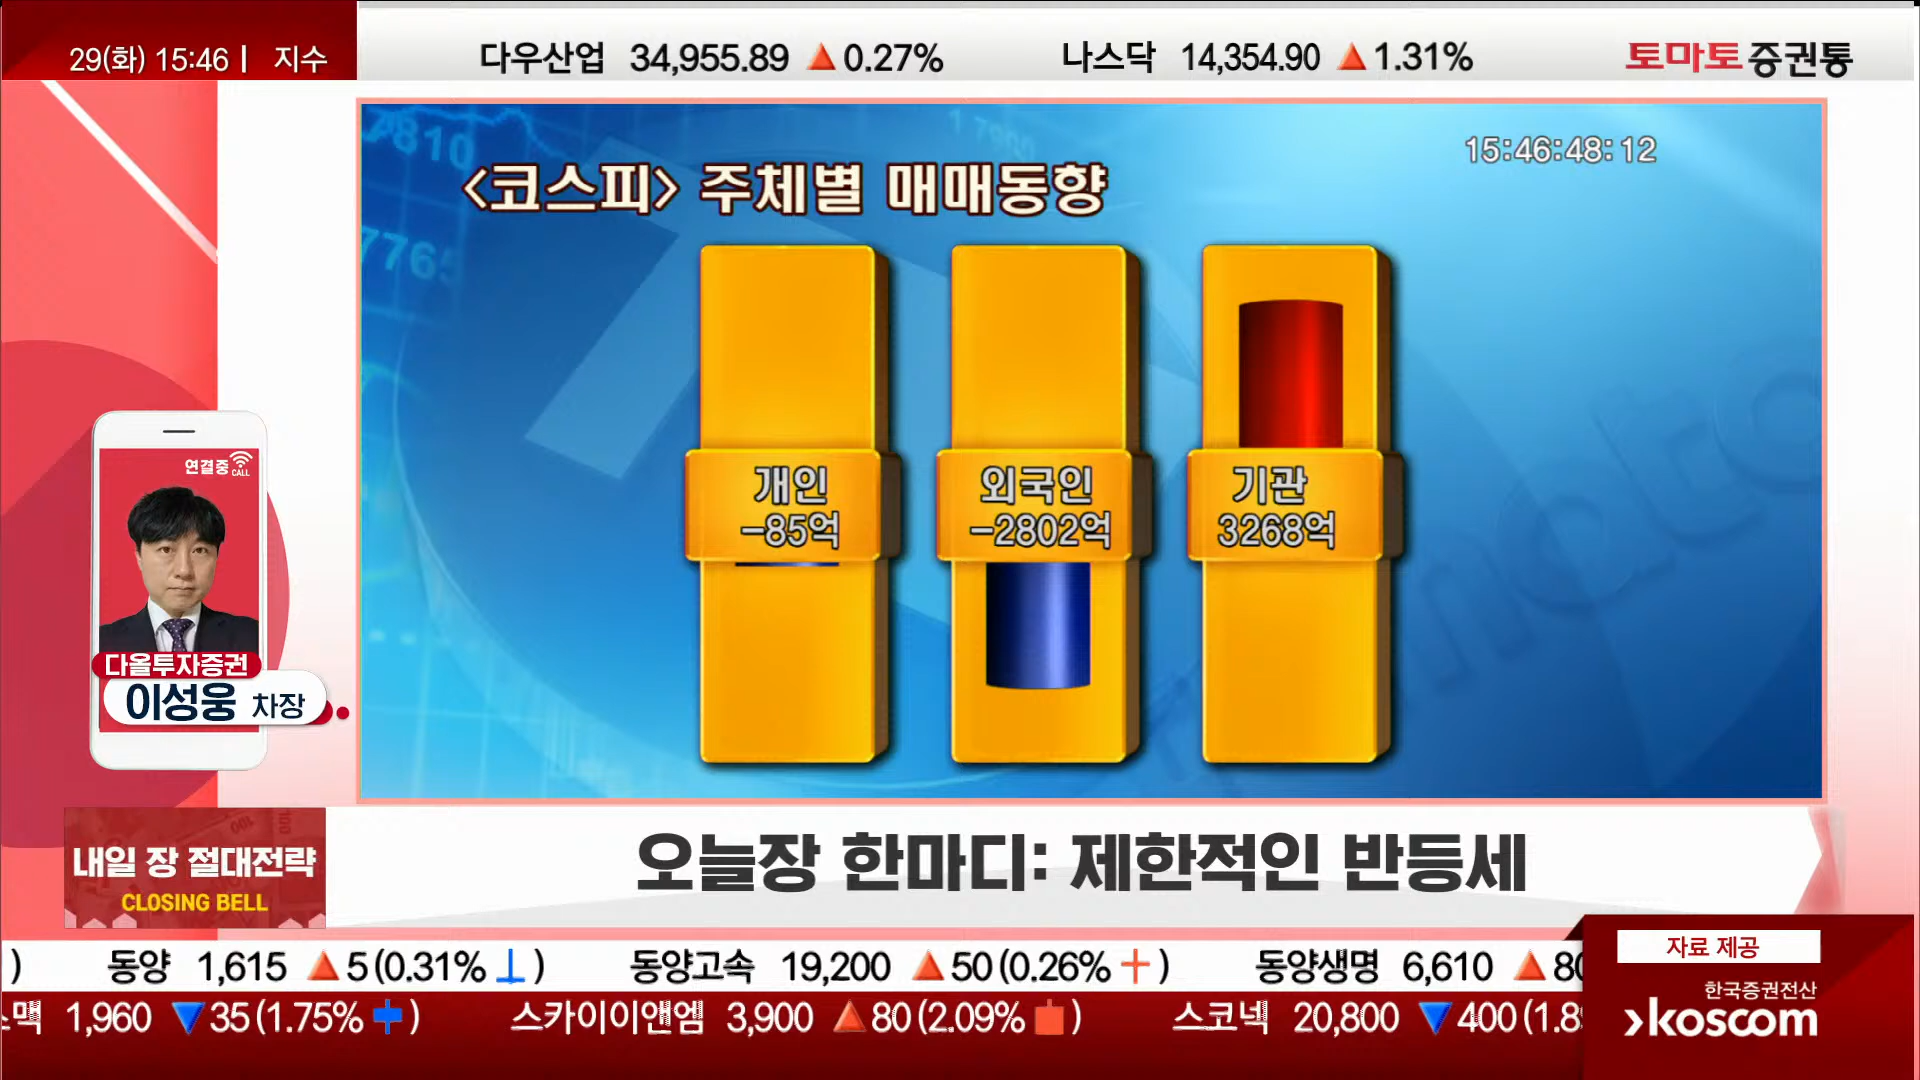 29(화) 15:46 | 지수
다우산업 34,955.89 ▲0.27%
나스닥 14,354.90 ▲1.31%
토마토증권통
15:46:48:12
<코스피> 주체별 매매동향
개인
-85억
외국인
-2802억
기관
3268억
연결중
CALL
다올투자증권
이성웅 차장
내일 장 절대전략
CLOSING BELL
오늘장 한마디: 제한적인 반등세
) 동양 1,615 ▲5(0.31%⊥) 동양고속 19,200 ▲50(0.26%+) 동양생명 6,610 ▲80
맥 1,960 ▼35(1.75%+) 스카이이앤엠 3,900 ▲80(2.09%) 스코넥 20,800 ▼400(1.8
자료 제공
한국증권전산
koscom